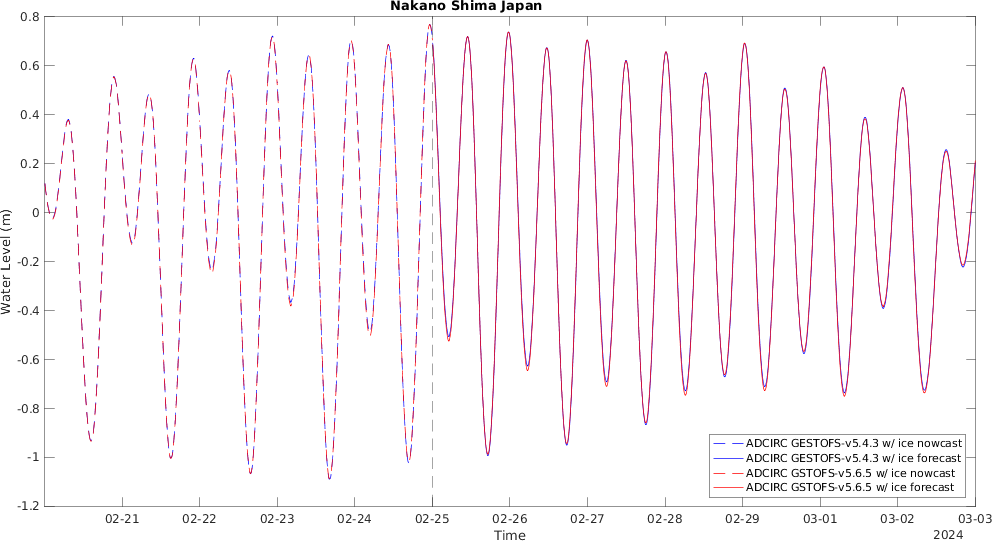 Nakano Shima Japan
Water Level (m)
0.8
0.6
0.4
0.2
0
-0.2
-0.4
-0.6
-0.8
-1
-1.2
ADCIRC GESTOFS-v5.4.3 w/ ice nowcast
ADCIRC GESTOFS-v5.4.3 w/ ice forecast
ADCIRC GSTOFS-v5.6.5 w/ ice nowcast
ADCIRC GSTOFS-v5.6.5 w/ ice forecast
02-21 02-22 02-23 02-24 02-25 02-26 02-27 02-28 02-29 03-01 03-02 03-03
Time
2024